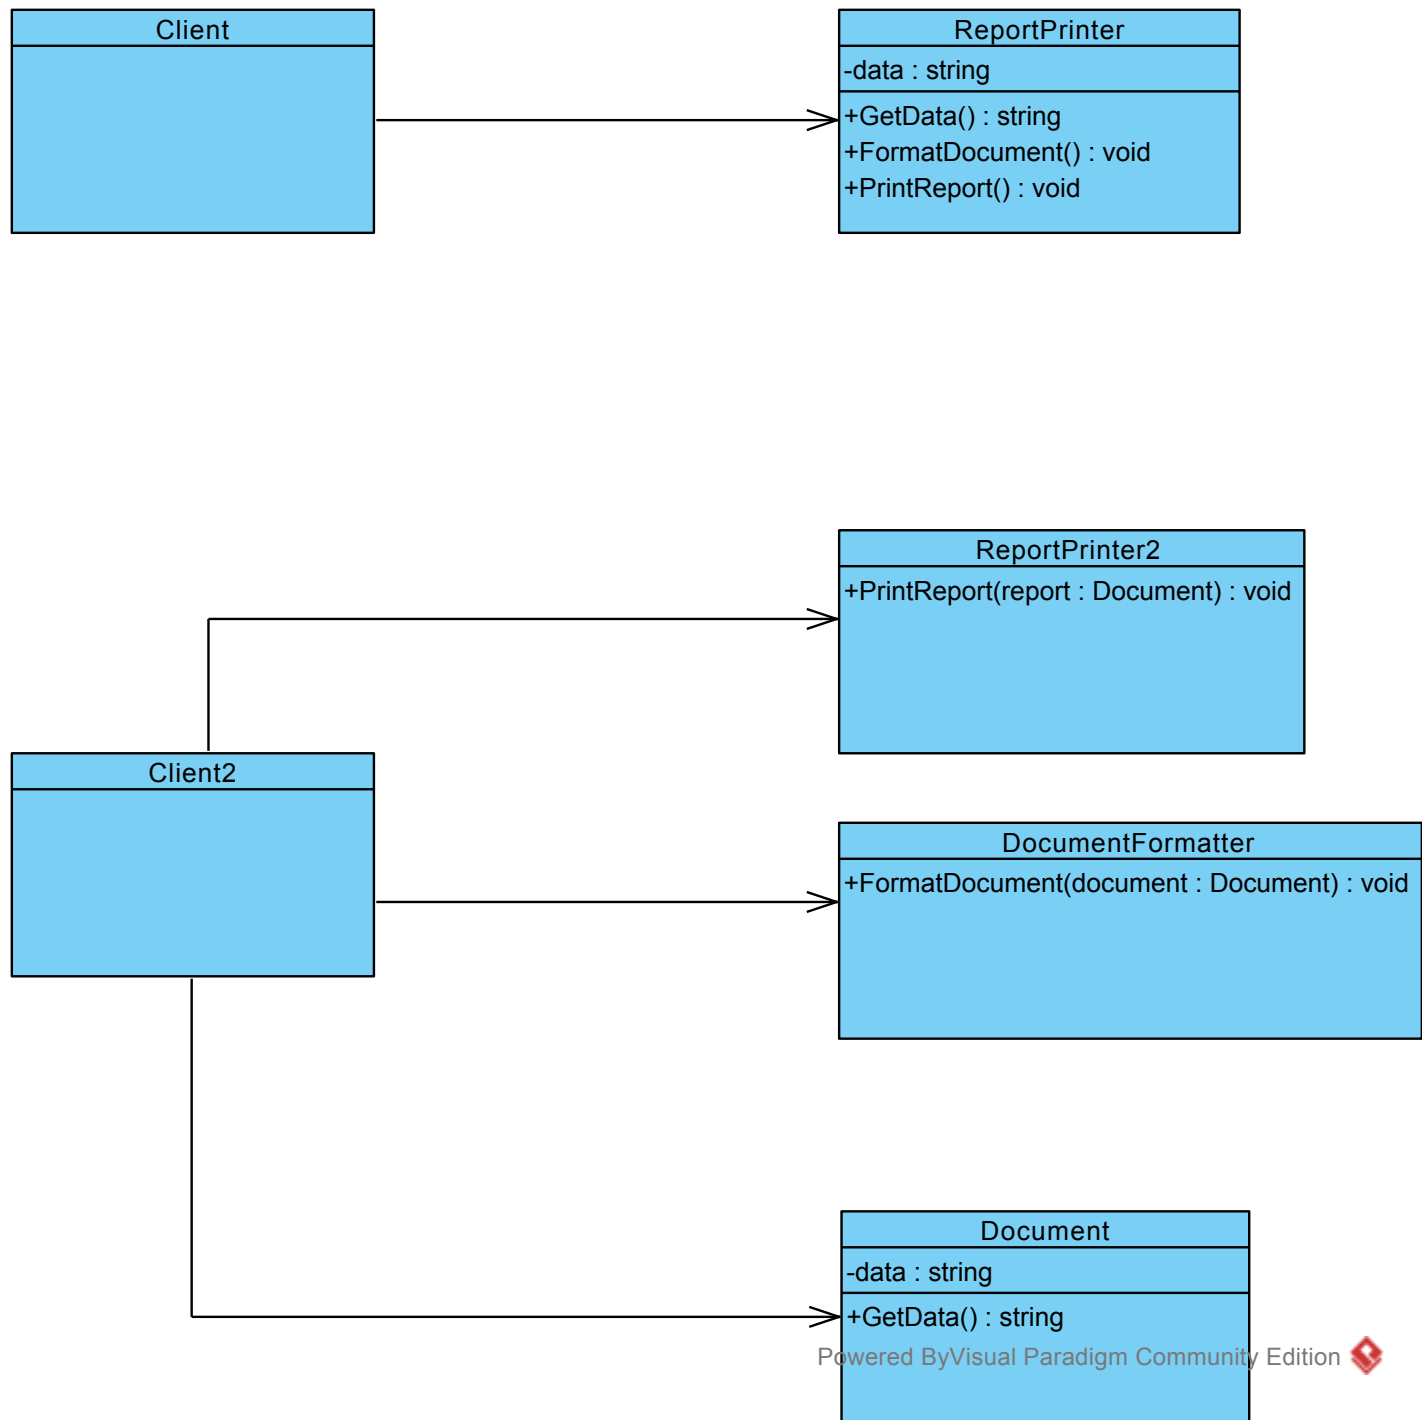 Client
ReportPrinter
-data : string
+GetData() : string
+FormatDocument() : void
+PrintReport() : void
ReportPrinter2
+PrintReport(report : Document) : void
Client2
DocumentFormatter
+FormatDocument(document : Document) : void
Document
-data : string
+GetData() : string
Powered ByVisual Paradigm Community Edition